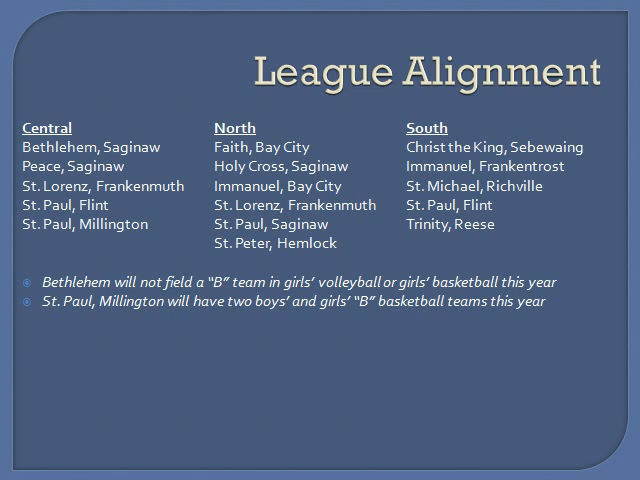 League Alignment
Central
Bethlehem, Saginaw
Peace, Saginaw
St. Lorenz, Frankenmuth
St. Paul, Flint
St. Paul, Millington
North
Faith, Bay City
Holy Cross, Saginaw
Immanuel, Bay City
St. Lorenz, Frankenmuth
St. Paul, Saginaw
St. Peter, Hemlock
South
Christ the King, Sebewaing
Immanuel, Frankentrost
St. Michael, Richville
St. Paul, Flint
Trinity, Reese
Bethlehem will not field a “B” team in girls’ volleyball or girls’ basketball this year
St. Paul, Millington will have two boys’ and girls’ “B” basketball teams this year